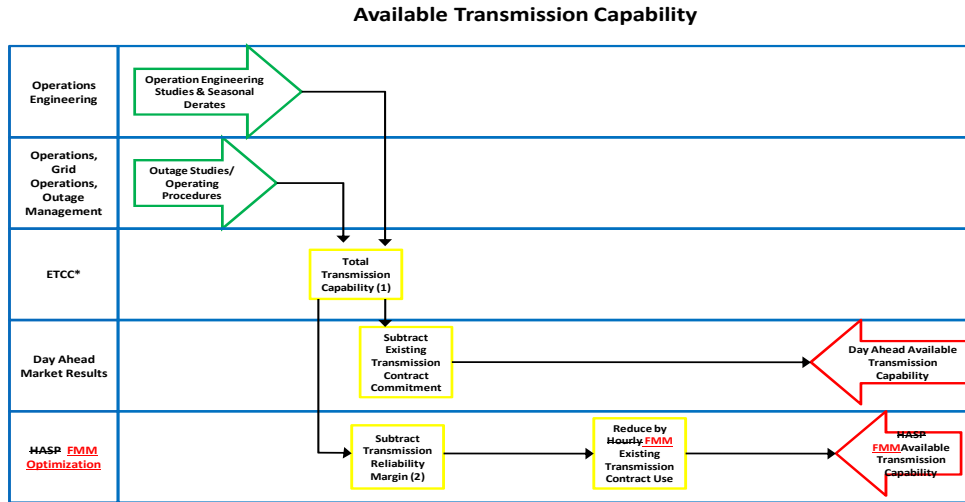 Available Transmission Capability
Operations
Engineering
Operation Engineering
Studies & Seasonal
Derates
Operations,
Grid
Operations,
Outage
Management
Outage Studies/
Operating
Procedures
ETCC*
Total
Transmission
Capability (1)
Day Ahead
Market Results
Subtract
Existing
Transmission
Contract
Commitment
Day Ahead Available
Transmission
Capability
HASP FMM
Optimization
Subtract
Transmission
Reliability
Margin (2)
Reduce by
Hourly FMM
Existing
Transmission
Contract Use
HASP
FMMAvailable
Transmission
Capability